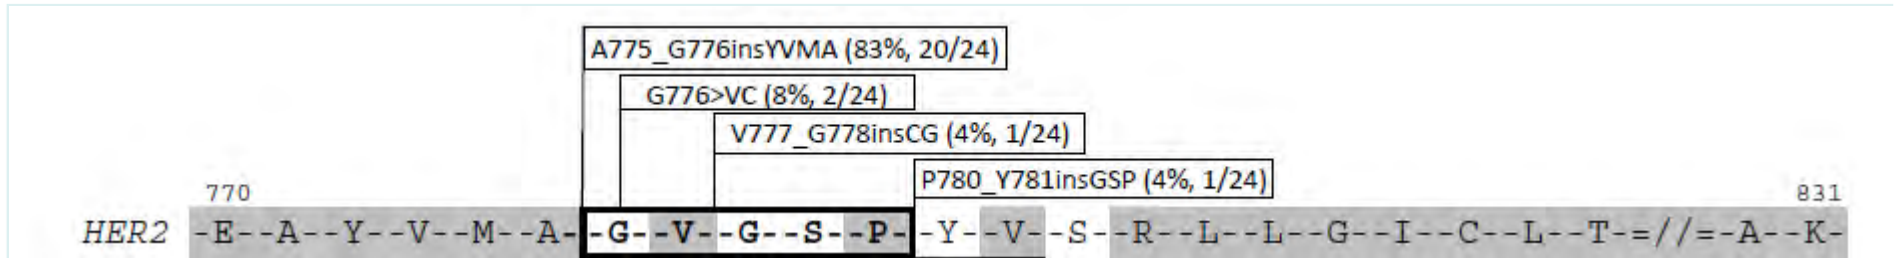 A775_G776insYVMA (83%, 20/24)
G776>VC (8%, 2/24)
V777_G778insCG (4%, 1/24)
P780_Y781insGSP (4%, 1/24)
770 831
HER2 -E--A--Y--V--M--A--G--V--G--S--P--Y--V--S--R--L--L--G--I--C--L--T-=//=-A--K-